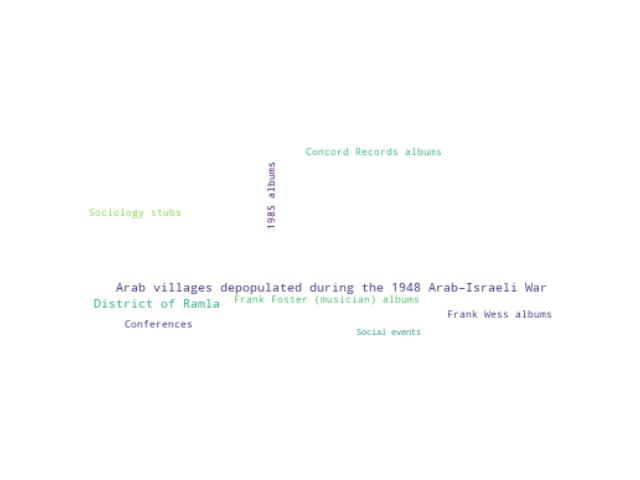 Concord Records albums
1985 albums
Sociology stubs
Arab villages depopulated during the 1948 Arab–Israeli War
District of Ramla
Frank Foster (musician) albums
Frank Wess albums
Conferences
Social events